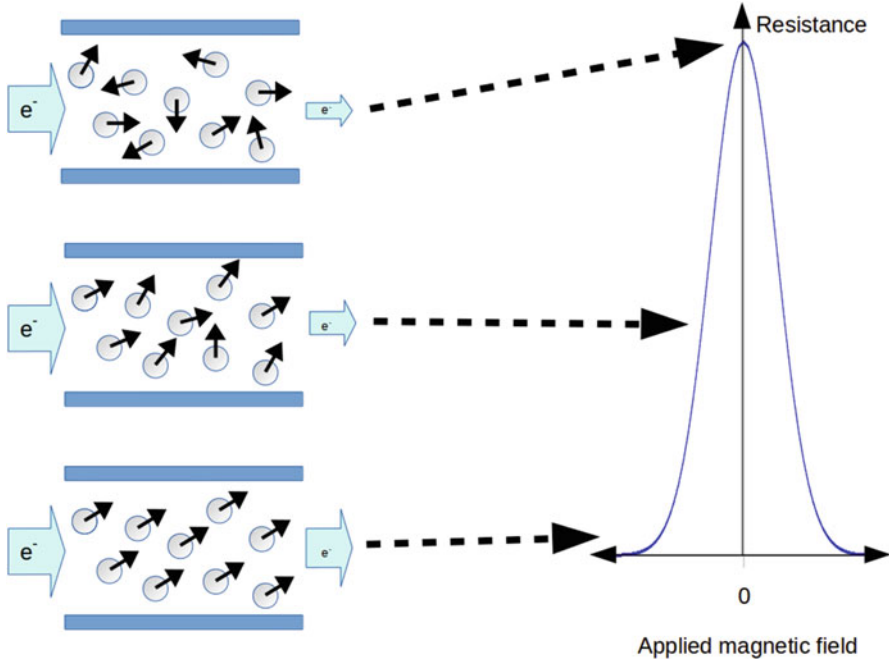 Resistance
e-
e-
e-
e-
e-
e-
0
Applied magnetic field